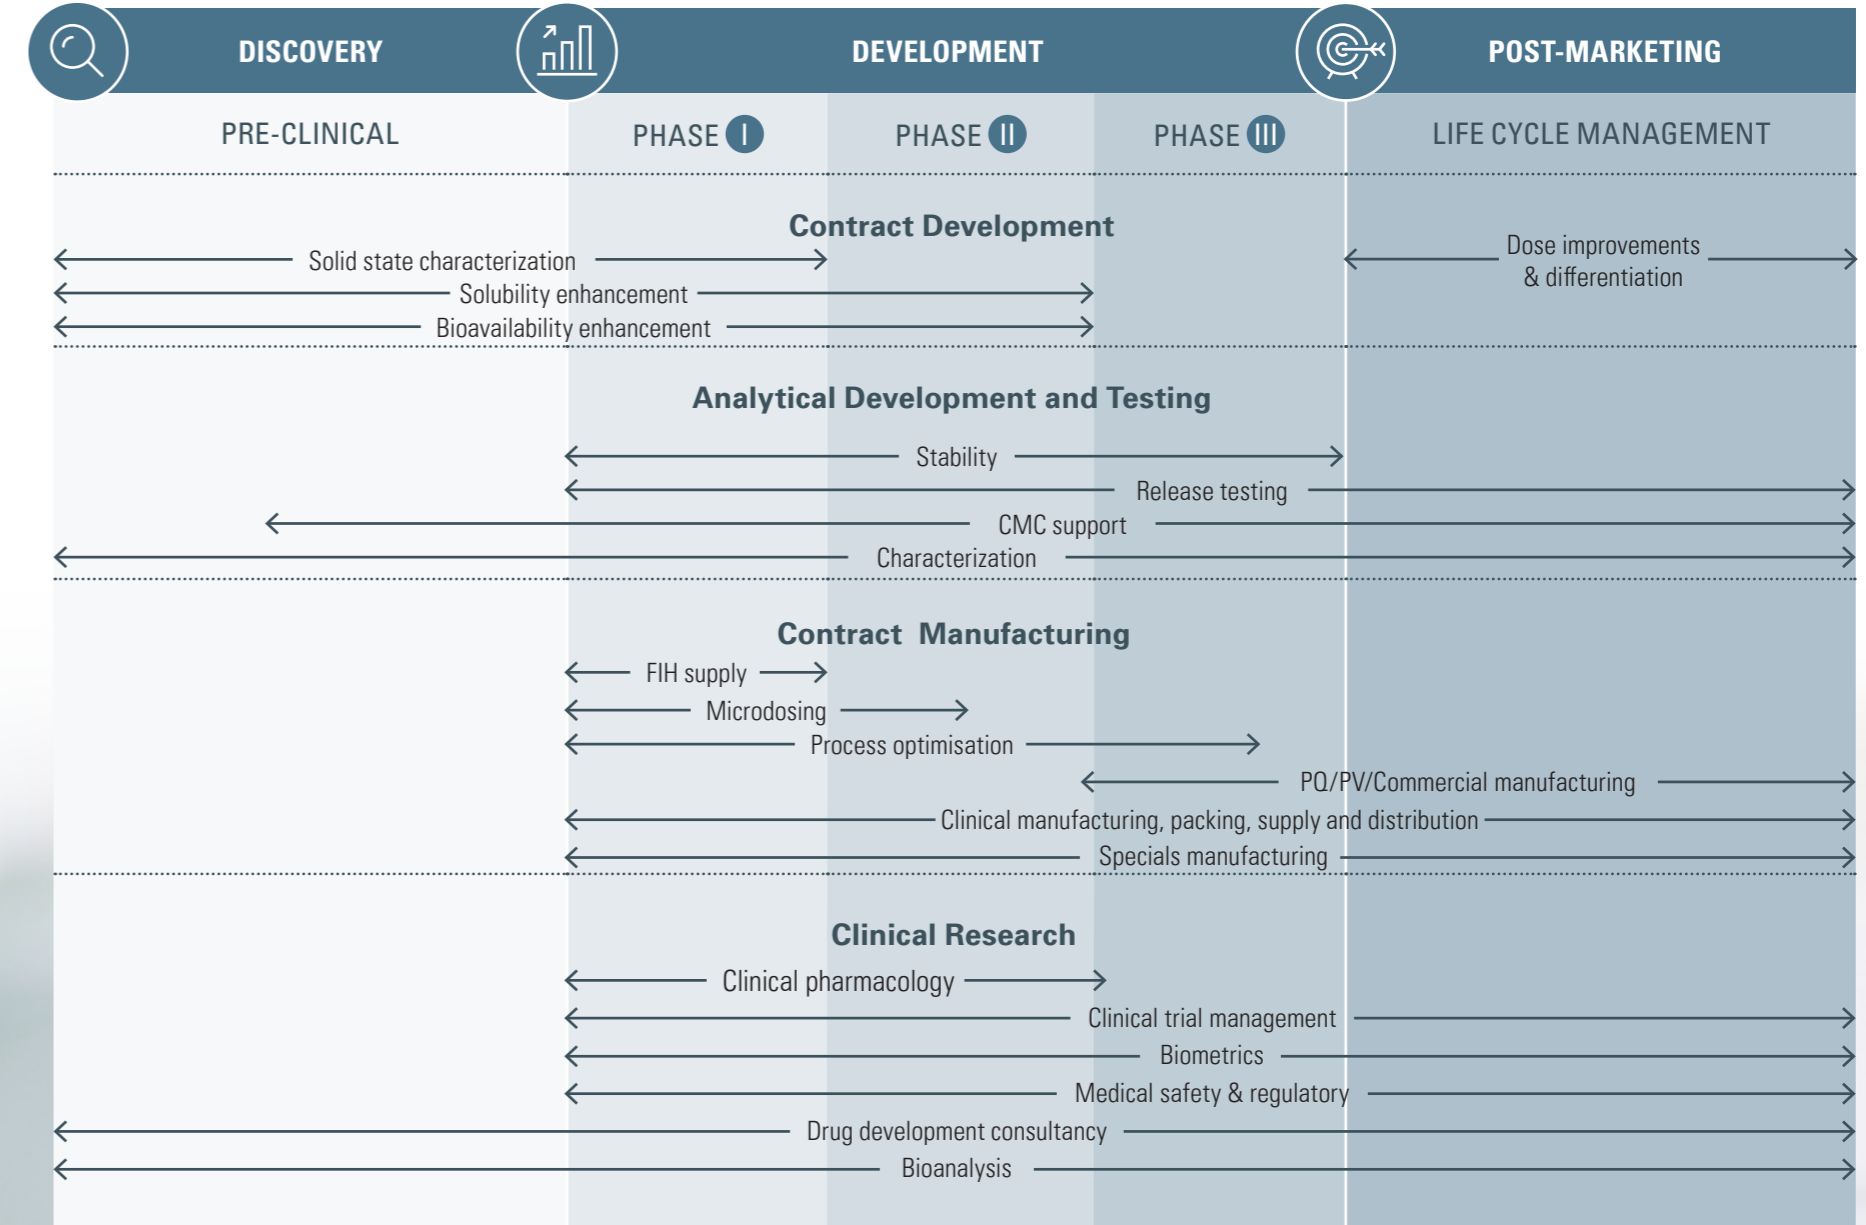 DISCOVERY
DEVELOPMENT
POST-MARKETING
PRE-CLINICAL
PHASE I
PHASE II
PHASE III
LIFE CYCLE MANAGEMENT
Contract Development
Solid state characterization
Dose improvements
& differentiation
Solubility enhancement
Bioavailability enhancement
Analytical Development and Testing
Stability
Release testing
CMC support
Characterization
Contract Manufacturing
FIH supply
Microdosing
Process optimisation
PQ/PV/Commercial manufacturing
Clinical manufacturing, packing, supply and distribution
Specials manufacturing
Clinical Research
Clinical pharmacology
Clinical trial management
Biometrics
Medical safety & regulatory
Drug development consultancy
Bioanalysis